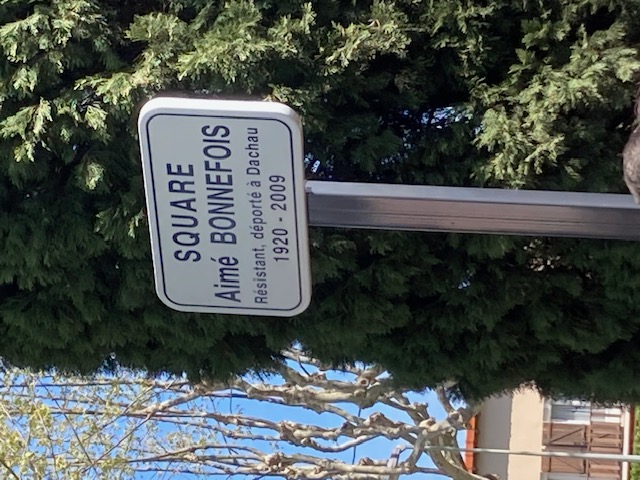 SQUARE
Aimé BONNEFOIS
Résistant, déporté à Dachau
1920 - 2009